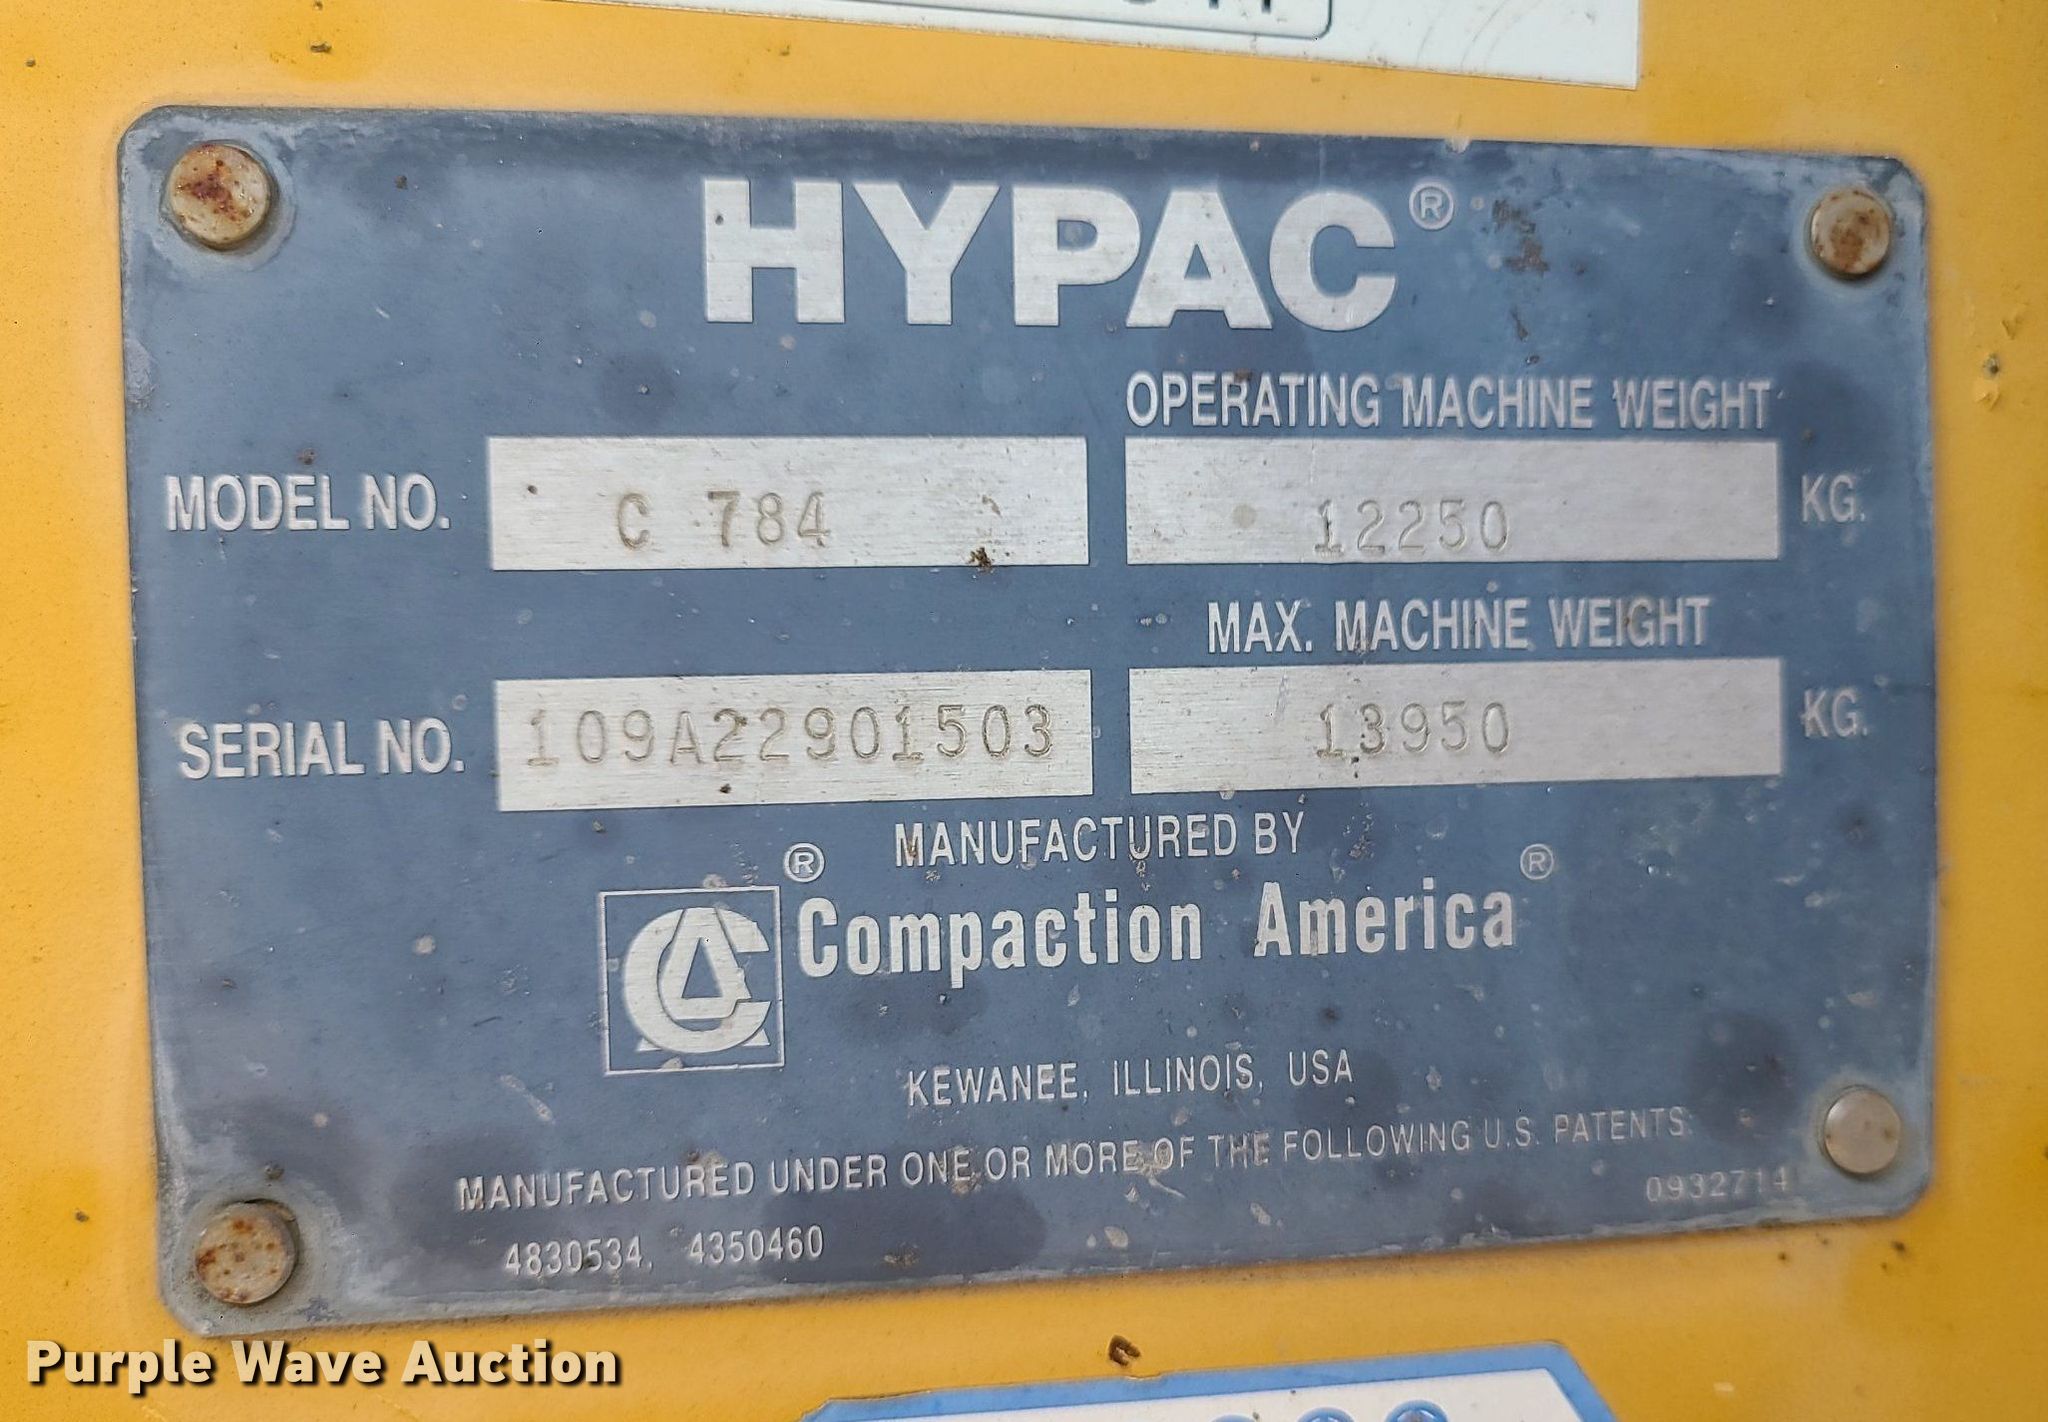 HYPAC®
OPERATING MACHINE WEIGHT
MODEL NO. C 784 12250 KG.
MAX. MACHINE WEIGHT
SERIAL NO. 109A22901503 13950 KG.
MANUFACTURED BY
CA ® Compaction America®
KEWANEE, ILLINOIS, USA
MANUFACTURED UNDER ONE OR MORE OF THE FOLLOWING U.S. PATENTS:
0932714
4830534, 4350460
Purple Wave Auction